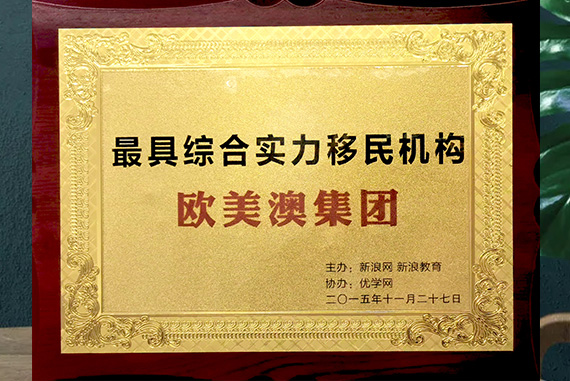 最具综合实力移民机构
欧美澳集团
主办：新浪网 新浪教育
协办：优学网
二〇一五年十一月二十七日